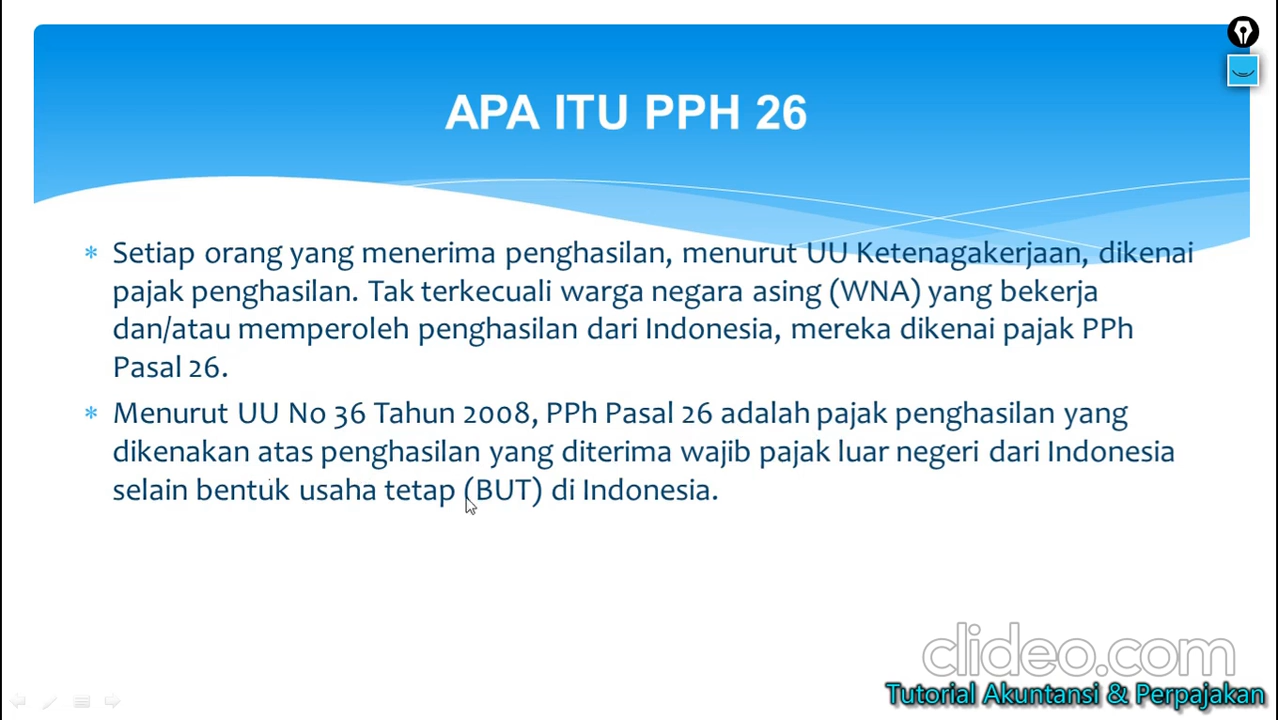 APA ITU PPH 26
* Setiap orang yang menerima penghasilan, menurut UU Ketenagakerjaan, dikenai
pajak penghasilan. Tak terkecuali warga negara asing (WNA) yang bekerja
dan/atau memperoleh penghasilan dari Indonesia, mereka dikenai pajak PPh
Pasal 26.
* Menurut UU No 36 Tahun 2008, PPh Pasal 26 adalah pajak penghasilan yang
dikenakan atas penghasilan yang diterima wajib pajak luar negeri dari Indonesia
selain bentuk usaha tetap (BUT) di Indonesia.
clideo.com
Tutorial Akuntansi & Perpajakan